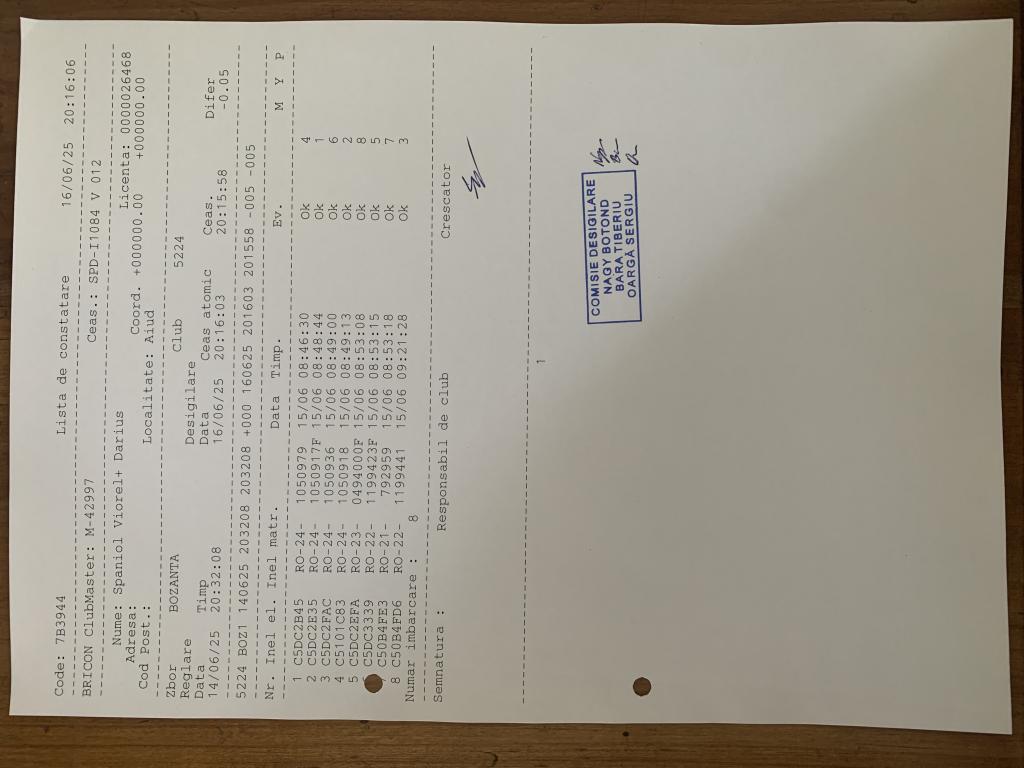 Code: 7B3944 Lista de constatare 16/06/25 20:16:06
BRICON ClubMaster: M-42997 Ceas.: SPD-I1084 V 012
Nume: Spaniol Viorel+ Darius Licenta: 0000026468
Adresa: Coord. +000000.00 +000000.00
Cod Post.: Localitate: Aiud
Zbor BOZANTA Club 5224
Reglare Desigilare
Data Timp Data Ceas atomic Ceas. Difer
14/06/25 20:32:08 16/06/25 20:16:03 20:15:58 -0.05
5224 BOZ1 140625 203208 203208 +000 160625 201603 201558 -005 -005
Nr. Inel el. Inel matr. Data Timp. Ev. M Y P
1 C5DC2B45 RO-24- 1050979 15/06 08:46:30 Ok 4
2 C5DC2E35 RO-24- 1050917F 15/06 08:48:44 Ok 1
3 C5DC2FAC RO-24- 1050936 15/06 08:49:00 Ok 6
4 C5101C83 RO-24- 1050918 15/06 08:49:13 Ok 2
5 C5DC2EFA RO-23- 0494000F 15/06 08:53:08 Ok 8
C5DC3339 RO-22- 1199423F 15/06 08:53:15 Ok 5
7 C50B4FE3 RO-21- 792959 15/06 08:53:18 Ok 7
8 C50B4FD6 RO-22- 1199441 15/06 09:21:28 Ok 3
Numar imbarcare : 8
Semnatura : Responsabil de club Crescator
1
COMISIE DESIGILARE
NAGY BOTOND
BARA TIBERIU
OARGĂ SERGIU